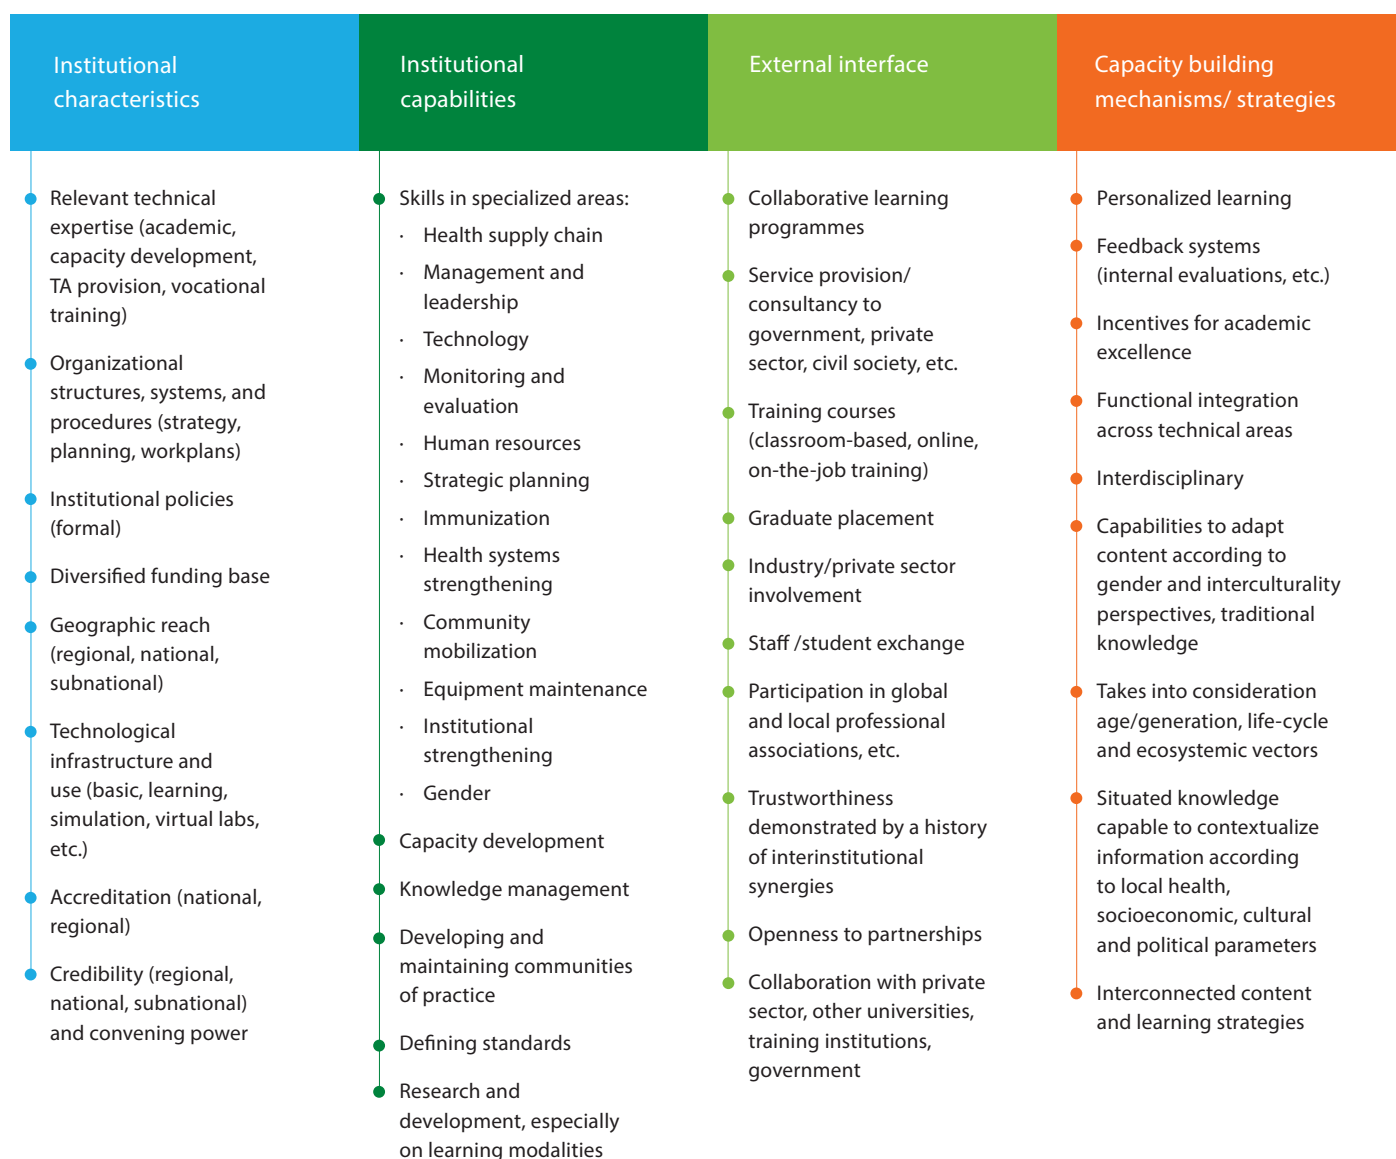 Institutional
characteristics
Relevant technical
expertise (academic,
capacity development,
TA provision, vocational
training)
Organizational
structures, systems, and
procedures (strategy,
planning, workplans)
Institutional policies
(formal)
Diversified funding base
Geographic reach
(regional, national,
subnational)
Technological
infrastructure and
use (basic, learning,
simulation, virtual labs,
etc.)
Accreditation (national,
regional)
Credibility (regional,
national, subnational)
and convening power
Institutional
capabilities
Skills in specialized areas:
· Health supply chain
· Management and
leadership
· Technology
· Monitoring and
evaluation
· Human resources
· Strategic planning
· Immunization
· Health systems
strengthening
· Community
mobilization
· Equipment maintenance
· Institutional
strengthening
· Gender
Capacity development
Knowledge management
Developing and
maintaining communities
of practice
Defining standards
Research and
development, especially
on learning modalities
External interface
Collaborative learning
programmes
Service provision/
consultancy to
government, private
sector, civil society, etc.
Training courses
(classroom-based, online,
on-the-job training)
Graduate placement
Industry/private sector
involvement
Staff /student exchange
Participation in global
and local professional
associations, etc.
Trustworthiness
demonstrated by a history
of interinstitutional
synergies
Openness to partnerships
Collaboration with private
sector, other universities,
training institutions,
government
Capacity building
mechanisms/ strategies
Personalized learning
Feedback systems
(internal evaluations, etc.)
Incentives for academic
excellence
Functional integration
across technical areas
Interdisciplinary
Capabilities to adapt
content according to
gender and interculturality
perspectives, traditional
knowledge
Takes into consideration
age/generation, life-cycle
and ecosystemic vectors
Situated knowledge
capable to contextualize
information according
to local health,
socioeconomic, cultural
and political parameters
Interconnected content
and learning strategies